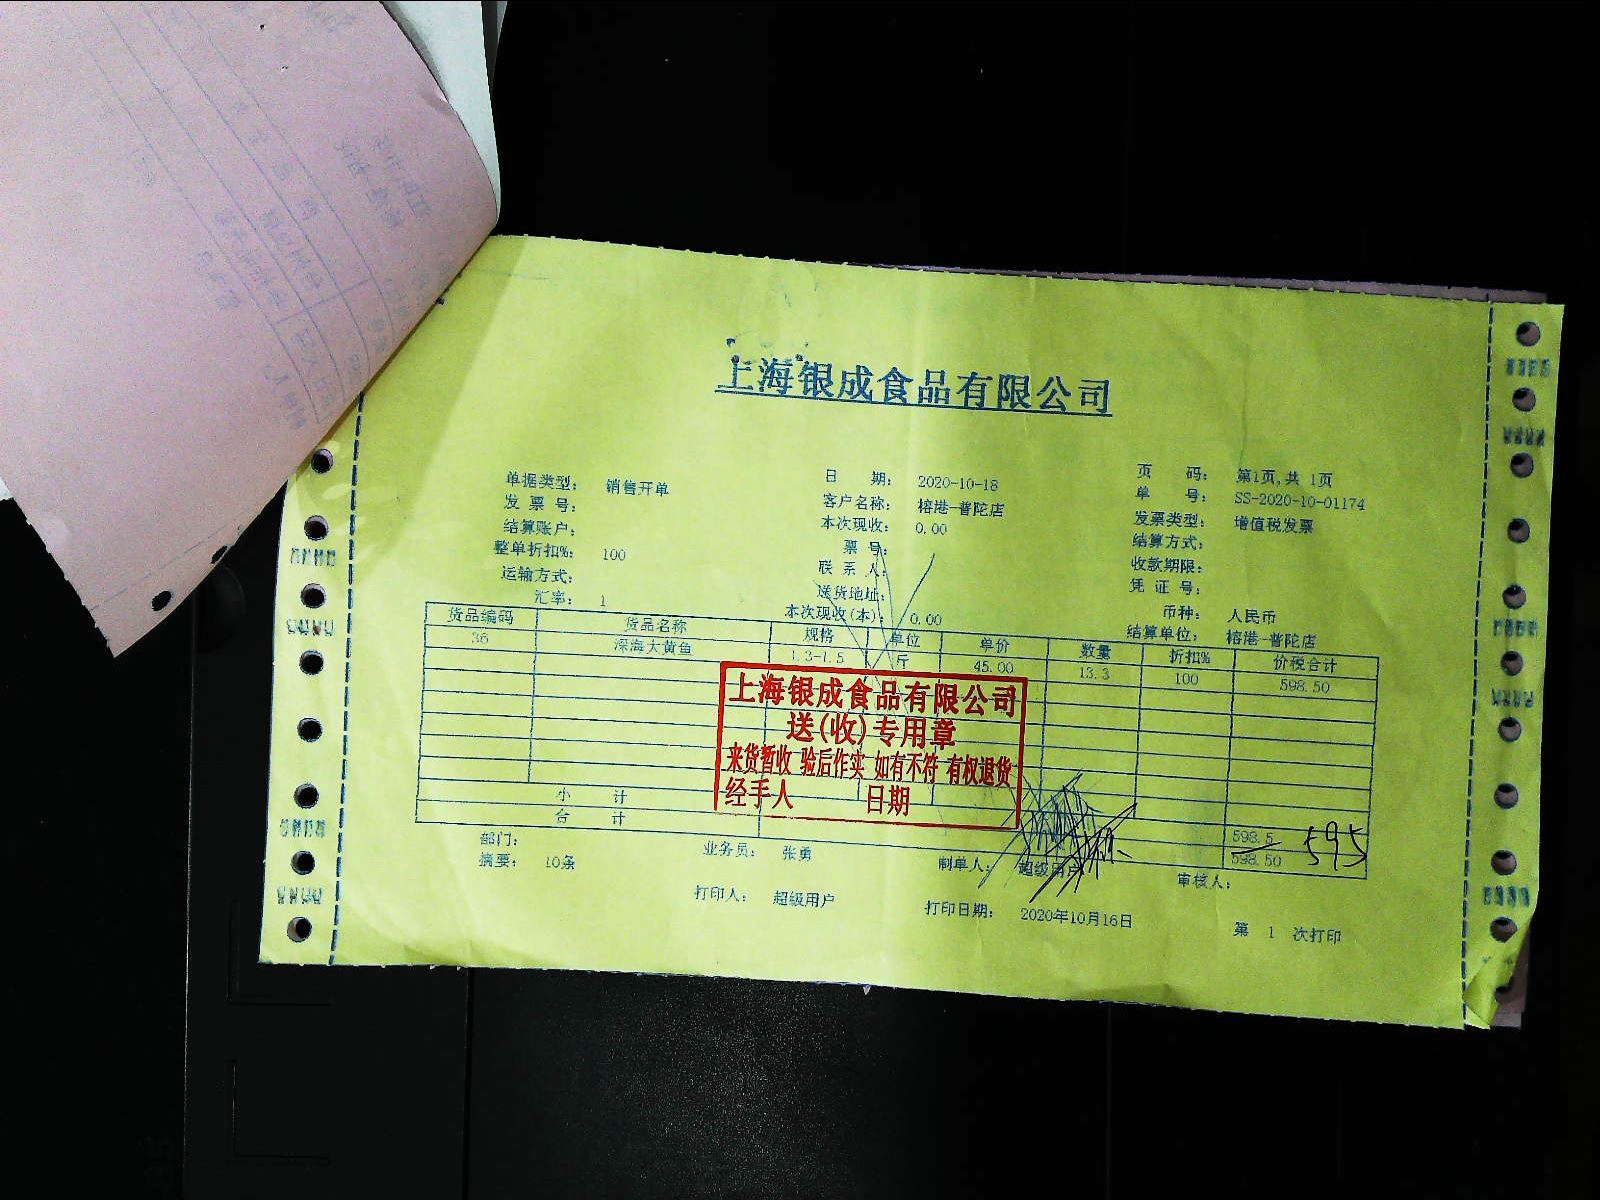 上海银成食品有限公司
单据类型: 销售开单 日 期: 2020-10-18 页 码: 第1页,共 1页
发 票 号: 客户名称: 榕港-普陀店 单 号: SS-2020-10-01174
结算账户: 本次现收: 0.00 发票类型: 增值税发票
整单折扣%: 100 票 号: 结算方式:
运输方式: 联 系 人: 收款期限:
汇率: 1 送货地址: 凭 证 号:
本次现收(本): 0.00 币种: 人民币
结算单位: 榕港-普陀店
货品编码 货品名称 规格 单位 单价 数量 折扣% 价税合计
36 深海大黄鱼 1.3-1.5 斤 45.00 13.3 100 598.50
上海银成食品有限公司
送(收)专用章
来货暂收 验后作实 如有不符 有权退货
经手人 日期
小 计 598.5
合 计 598.50
595
部门: 业务员: 张勇 制单人: 超级用户 审核人:
摘要: 10条
打印人: 超级用户 打印日期: 2020年10月16日 第 1 次打印